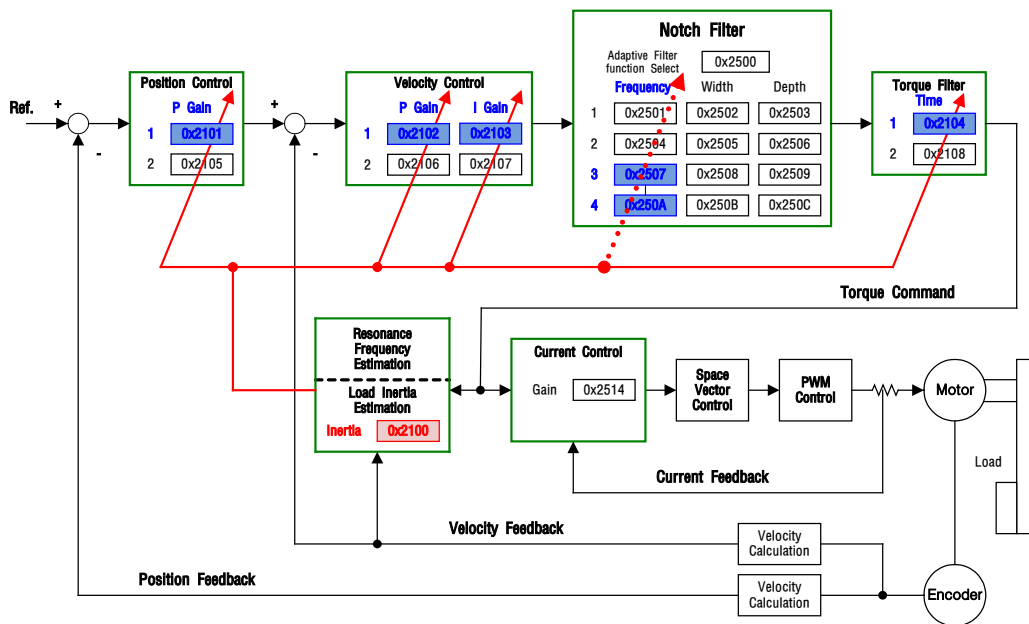 Notch Filter
Adaptive Filter
function Select
0x2500
Frequency
Width
Depth
1 0x2501 0x2502 0x2503
2 0x2504 0x2505 0x2506
3 0x2507 0x2508 0x2509
4 0x250A 0x250B 0x250C
Position Control
P Gain
1 0x2101
2 0x2105
Velocity Control
P Gain I Gain
1 0x2102 0x2103
2 0x2106 0x2107
Torque Filter
Time
1 0x2104
2 0x2108
Ref.
+
-
+
-
Torque Command
Resonance
Frequency
Estimation
Load Inertia
Estimation
Inertia 0x2100
Current Control
Gain 0x2514
Space
Vector
Control
PWM
Control
Motor
Load
Current Feedback
Velocity Feedback
Velocity
Calculation
Position Feedback
Velocity
Calculation
Encoder